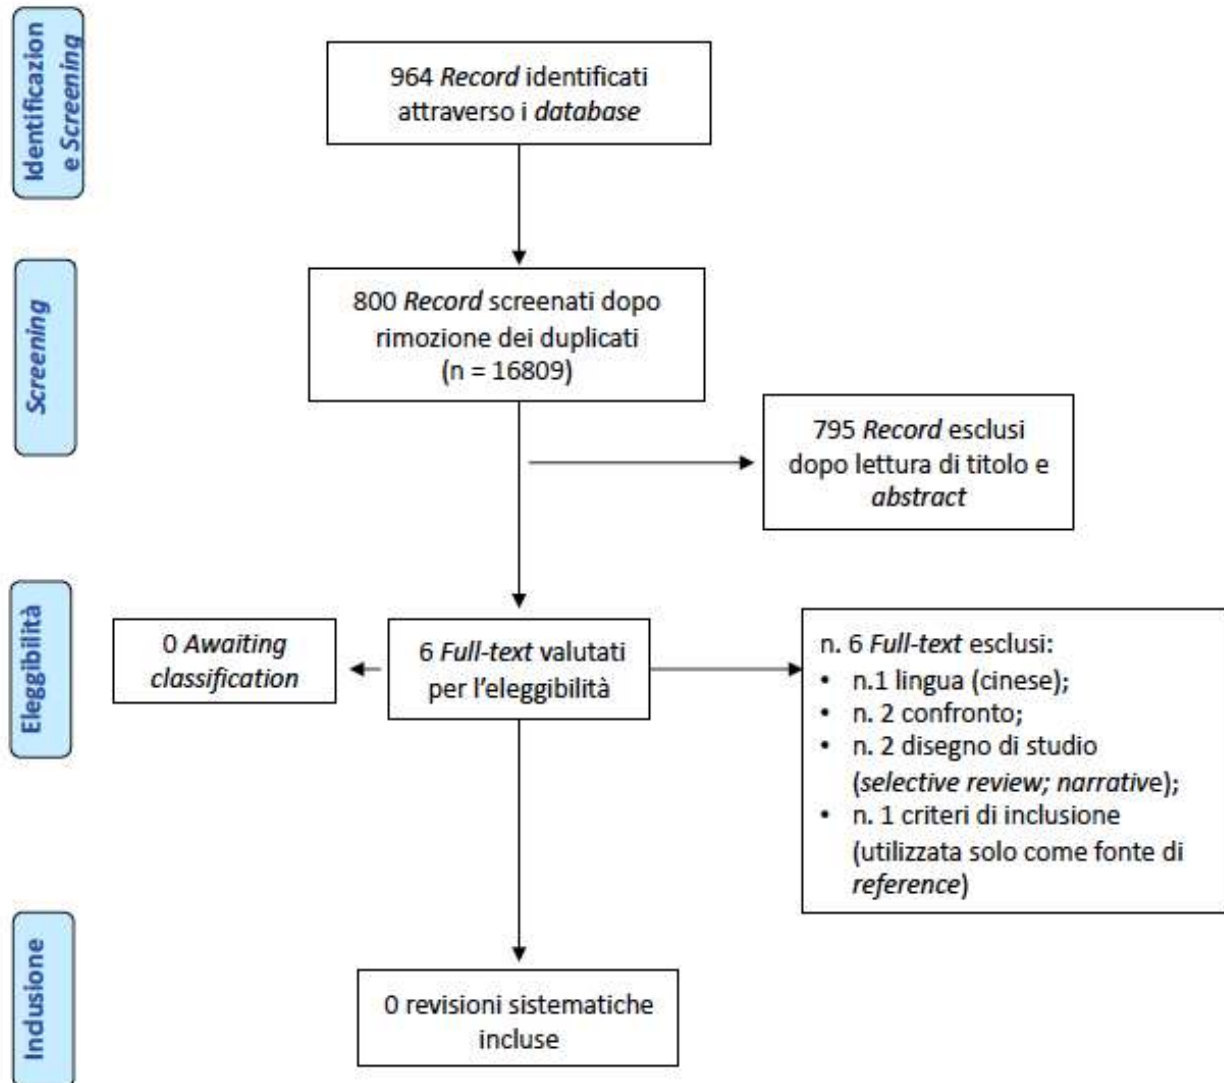 Identificazion
e Screening
964 Record identificati
attraverso i database
Screening
800 Record screenati dopo
rimozione dei duplicati
(n = 16809)
795 Record esclusi
dopo lettura di titolo e
abstract
Eleggibilità
0 Awaiting
classification
6 Full-text valutati
per l'eleggibilità
n. 6 Full-text esclusi:
• n.1 lingua (cinese);
• n. 2 confronto;
• n. 2 disegno di studio
(selective review; narrative);
• n. 1 criteri di inclusione
(utilizzata solo come fonte di
reference)
Inclusione
0 revisioni sistematiche
incluse